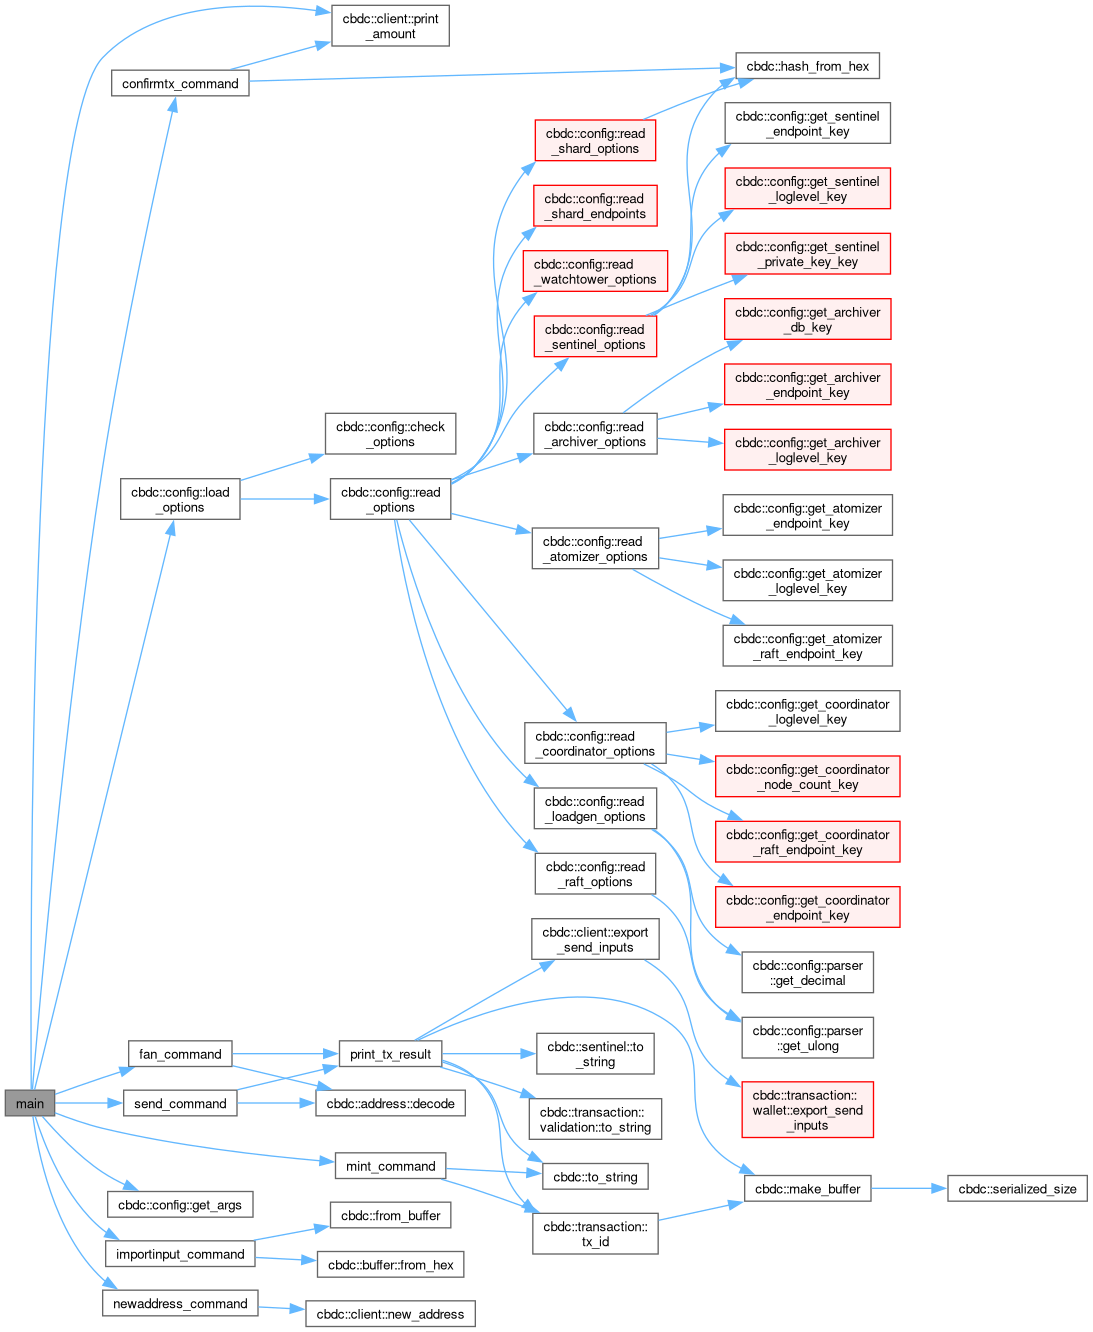 cbdc::client::print
_amount
confirmtx_command
cbdc::hash_from_hex
cbdc::config::get_sentinel
_endpoint_key
cbdc::config::read
_shard_options
cbdc::config::get_sentinel
_loglevel_key
cbdc::config::read
_shard_endpoints
cbdc::config::get_sentinel
_private_key_key
cbdc::config::read
_watchtower_options
cbdc::config::get_archiver
_db_key
cbdc::config::read
_sentinel_options
cbdc::config::get_archiver
_endpoint_key
cbdc::config::check
_options
cbdc::config::read
_archiver_options
cbdc::config::get_archiver
_loglevel_key
cbdc::config::load
_options
cbdc::config::read
_options
cbdc::config::get_atomizer
_endpoint_key
cbdc::config::read
_atomizer_options
cbdc::config::get_atomizer
_loglevel_key
cbdc::config::get_atomizer
_raft_endpoint_key
cbdc::config::get_coordinator
_loglevel_key
cbdc::config::read
_coordinator_options
cbdc::config::get_coordinator
_node_count_key
cbdc::config::read
_loadgen_options
cbdc::config::get_coordinator
_raft_endpoint_key
cbdc::config::read
_raft_options
cbdc::config::get_coordinator
_endpoint_key
cbdc::client::export
_send_inputs
cbdc::config::parser
::get_decimal
cbdc::config::parser
::get_ulong
fan_command
print_tx_result
cbdc::sentinel::to
_string
main
send_command
cbdc::address::decode
cbdc::transaction::
validation::to_string
cbdc::transaction::
wallet::export_send
_inputs
mint_command
cbdc::to_string
cbdc::make_buffer
cbdc::serialized_size
cbdc::config::get_args
cbdc::from_buffer
cbdc::transaction::
tx_id
importinput_command
cbdc::buffer::from_hex
newaddress_command
cbdc::client::new_address